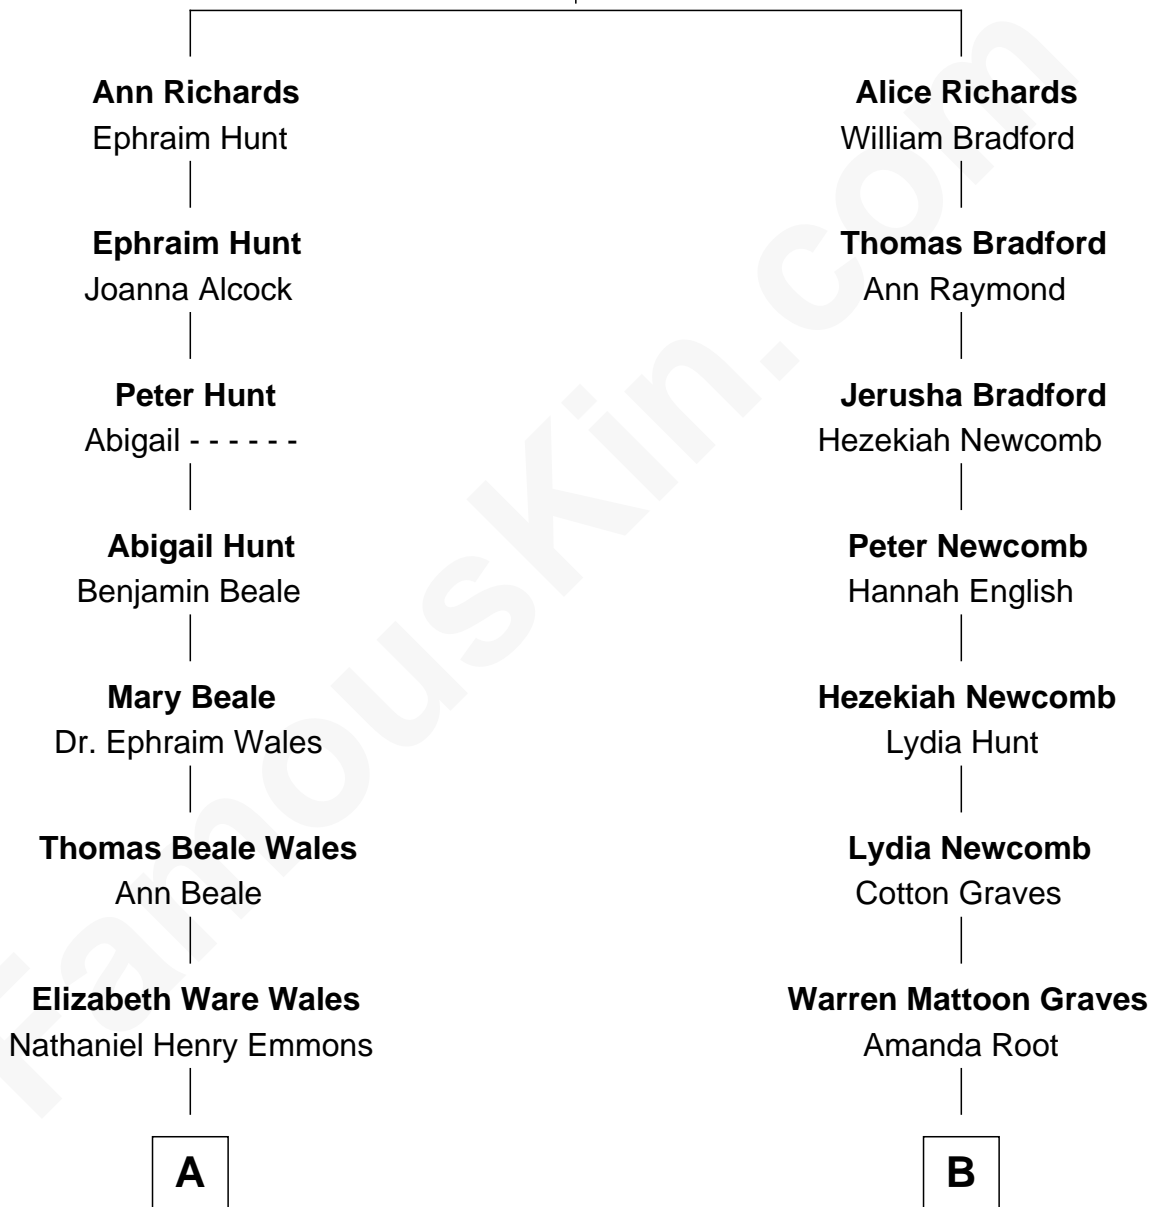 Ann Richards
Ephraim Hunt
Ephraim Hunt
Joanna Alcock
Peter Hunt
Abigail - - - - - -
Abigail Hunt
Benjamin Beale
Mary Beale
Dr. Ephraim Wales
Thomas Beale Wales
Ann Beale
Elizabeth Ware Wales
Nathaniel Henry Emmons
A
Alice Richards
William Bradford
Thomas Bradford
Ann Raymond
Jerusha Bradford
Hezekiah Newcomb
Peter Newcomb
Hannah English
Hezekiah Newcomb
Lydia Hunt
Lydia Newcomb
Cotton Graves
Warren Mattoon Graves
Amanda Root
B
FamousKin.com